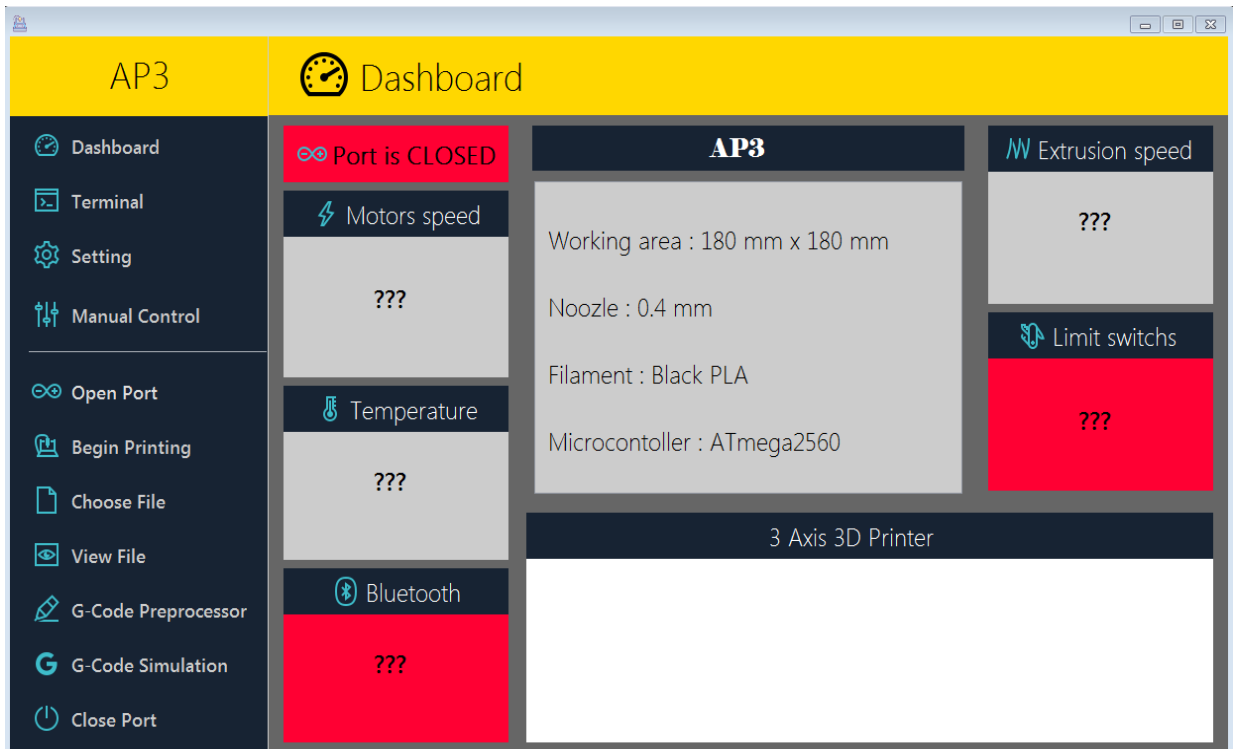 AP3
Dashboard
Dashboard
Terminal
Setting
Manual Control
Open Port
Begin Printing
Choose File
View File
G-Code Preprocessor
G-Code Simulation
Close Port
Port is CLOSED
Motors speed
???
Temperature
???
Bluetooth
???
AP3
Working area : 180 mm x 180 mm
Noozle : 0.4 mm
Filament : Black PLA
Microcontoller : ATmega2560
Extrusion speed
???
Limit switchs
???
3 Axis 3D Printer